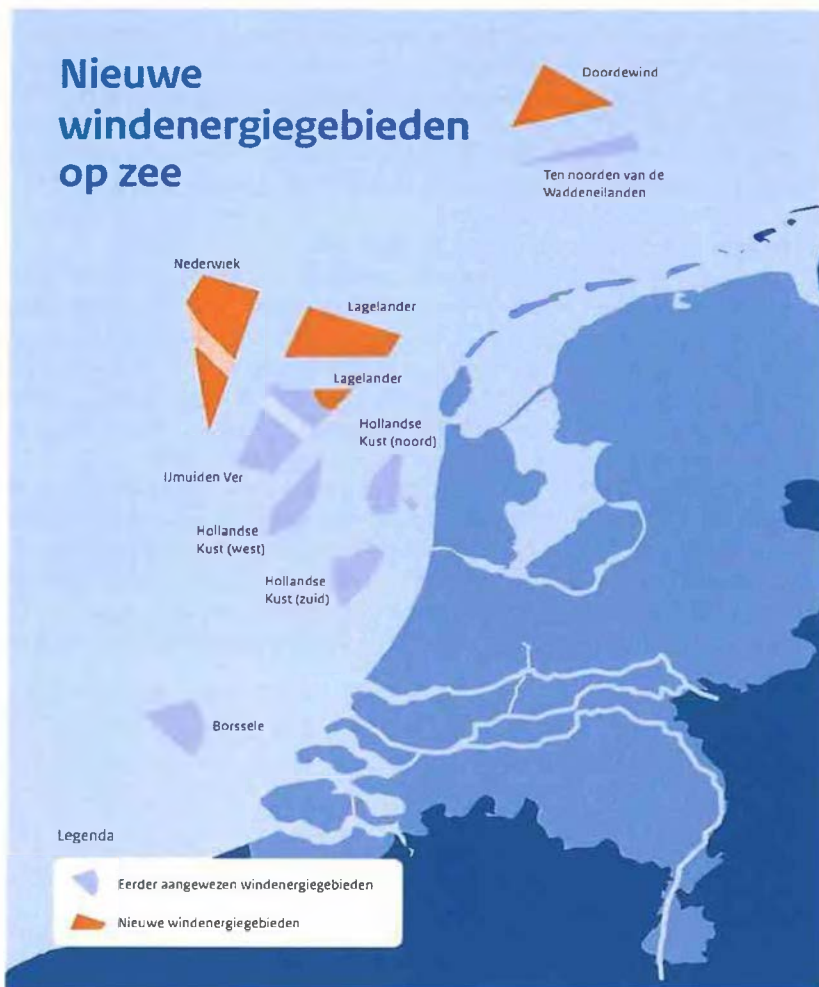 Nieuwe
windenergiegebieden
op zee
Doordewind
Ten noorden van de
Waddeneilanden
Nederwiek
Lagelander
Lagelander
Hollandse
Kust (noord)
IJmuiden Ver
Hollandse
Kust (west)
Hollandse
Kust (zuid)
Borssele
Legenda
Eerder aangewezen windenergiegebieden
Nieuwe windenergiegebieden